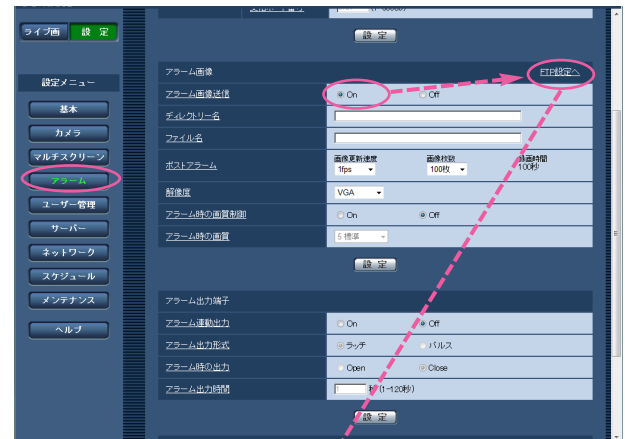 ライブ画 設 定
設 定
設定メニュー
基本
カメラ
マルチスクリーン
アラーム
ユーザー管理
サーバー
ネットワーク
スケジュール
メンテナンス
ヘルプ
アラーム画像 FTP設定へ
アラーム画像送信 On Off
ディレクトリー名
ファイル名
ポストアラーム 画像更新速度 画像枚数 録画時間
1fps 100枚 100秒
解像度 VGA
アラーム時の画質制御 On Off
アラーム時の画質 5 標準
設 定
アラーム出力端子
アラーム連動出力 On Off
アラーム出力形式 ラッチ パルス
アラーム時の出力 Open Close
アラーム出力時間 1 秒(1-120秒)
設 定